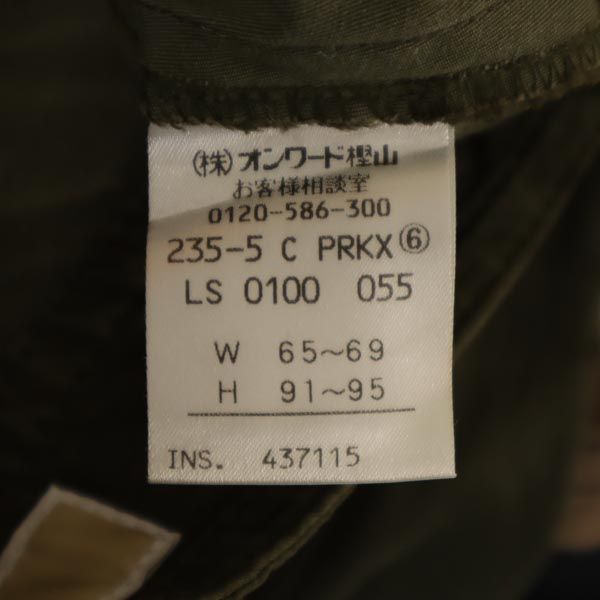 (株)オンワード樫山
お客様相談室
0120-586-300
235-5 C PRKX⑥
LS 0100 055
W 65~69
H 91~95
INS. 437115